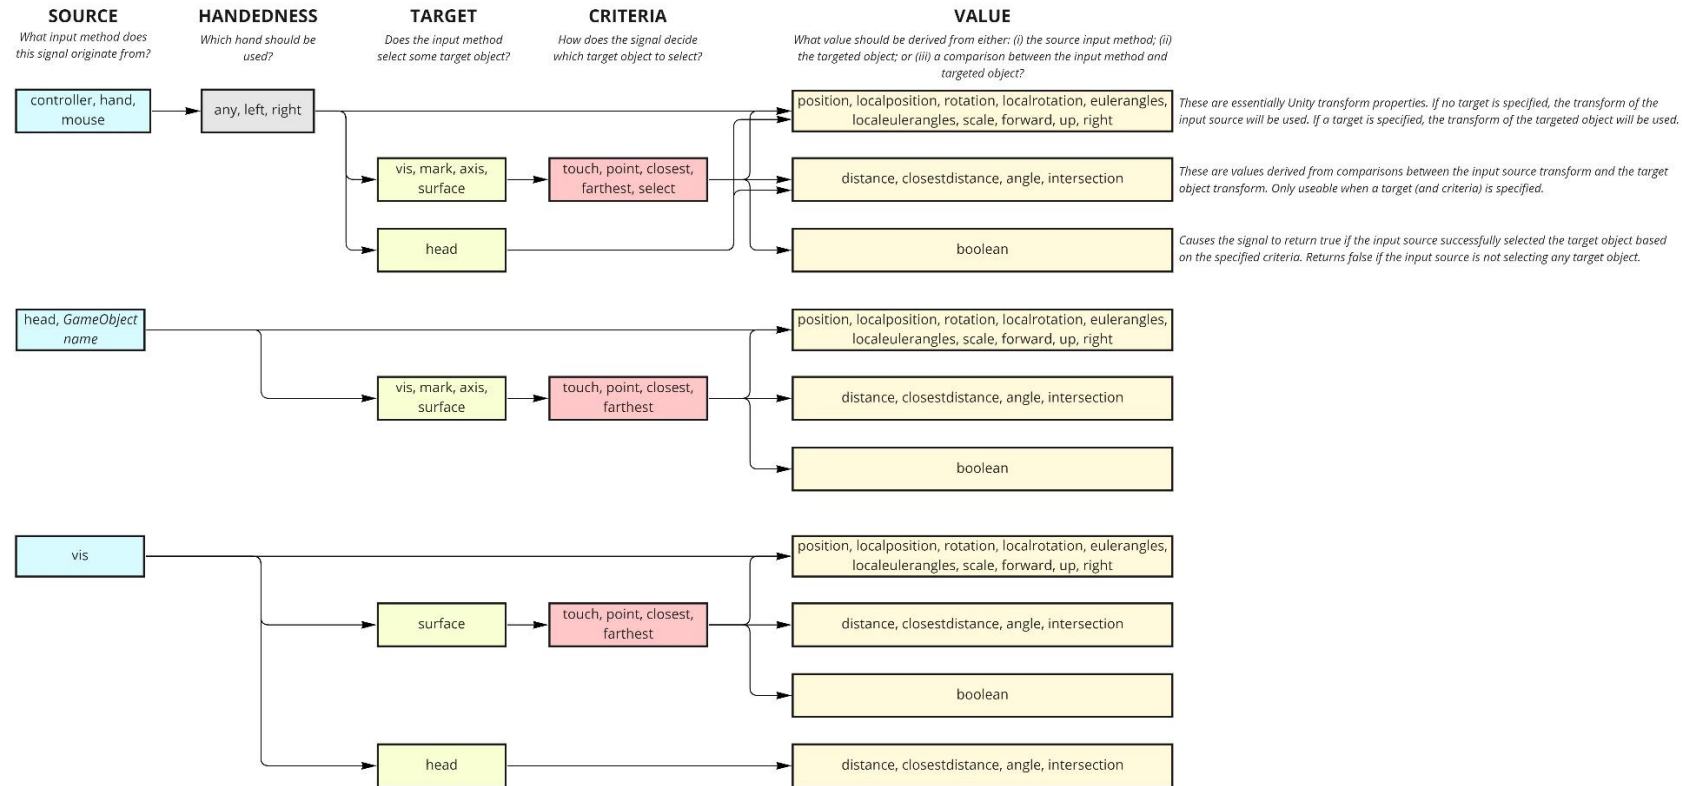 SOURCE
What input method does
this signal originate from?
HANDEDNESS
Which hand should be
used?
TARGET
Does the input method
select some target object?
CRITERIA
How does the signal decide
which target object to select?
VALUE
What value should be derived from either: (i) the source input method; (ii)
the targeted object; or (iii) a comparison between the input method and
targeted object?
controller, hand,
mouse
any, left, right
position, localposition, rotation, localrotation, eulerangles,
localeulerangles, scale, forward, up, right
These are essentially Unity transform properties. If no target is specified, the transform of the
input source will be used. If a target is specified, the transform of the targeted object will be used.
vis, mark, axis,
surface
touch, point, closest,
farthest, select
distance, closestdistance, angle, intersection
These are values derived from comparisons between the input source transform and the target
object transform. Only useable when a target (and criteria) is specified.
head
boolean
Causes the signal to return true if the input source successfully selected the target object based
on the specified criteria. Returns false if the input source is not selecting any target object.
head, GameObject
name
position, localposition, rotation, localrotation, eulerangles,
localeulerangles, scale, forward, up, right
vis, mark, axis,
surface
touch, point, closest,
farthest
distance, closestdistance, angle, intersection
boolean
vis
position, localposition, rotation, localrotation, eulerangles,
localeulerangles, scale, forward, up, right
surface
touch, point, closest,
farthest
distance, closestdistance, angle, intersection
boolean
head
distance, closestdistance, angle, intersection